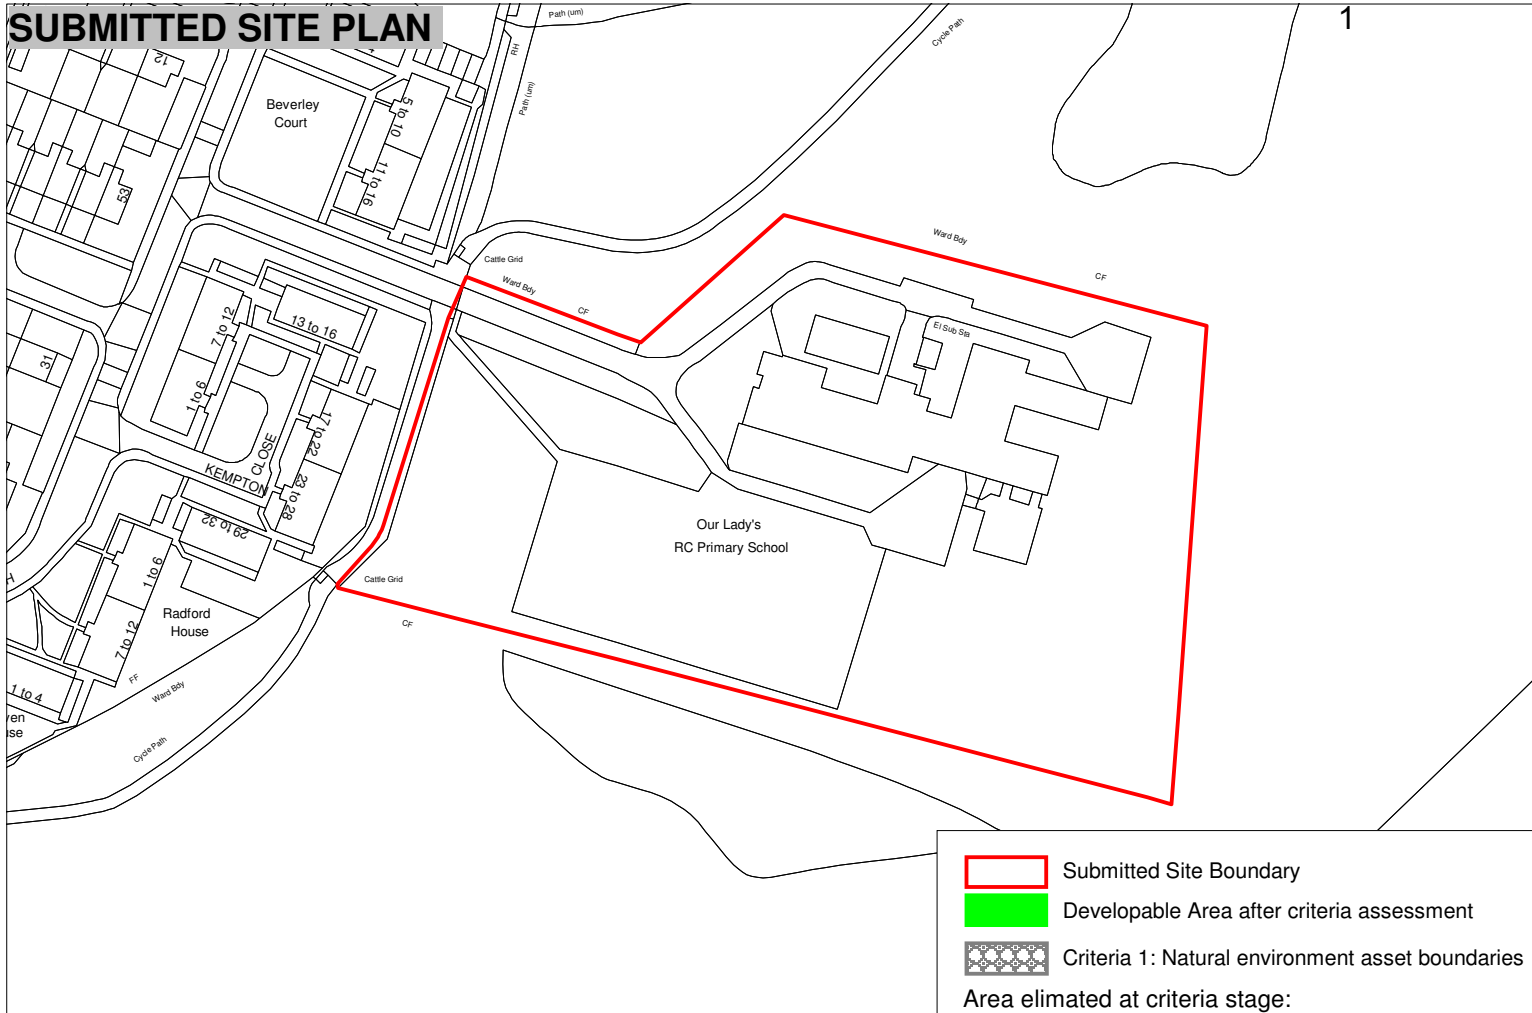 SUBMITTED SITE PLAN
1
Path (um)
Cycle Path
RH
Path (um)
12
Beverley
Court
5 to 10
11 to 16
53
Cattle Grid
Ward Bdy
CF
Ward Bdy
CF
El Sub Sta
7 to 12
13 to 16
31
1 to 6
17 to 22
CLOSE
KEMPTON
23 to 28
29 to 32
Our Lady's
RC Primary School
Cattle Grid
CF
1 to 6
Radford
House
7 to 12
FF
Ward Bdy
1 to 4
ven
use
Cycle Path
Submitted Site Boundary
Developable Area after criteria assessment
Criteria 1: Natural environment asset boundaries
Area elimated at criteria stage: